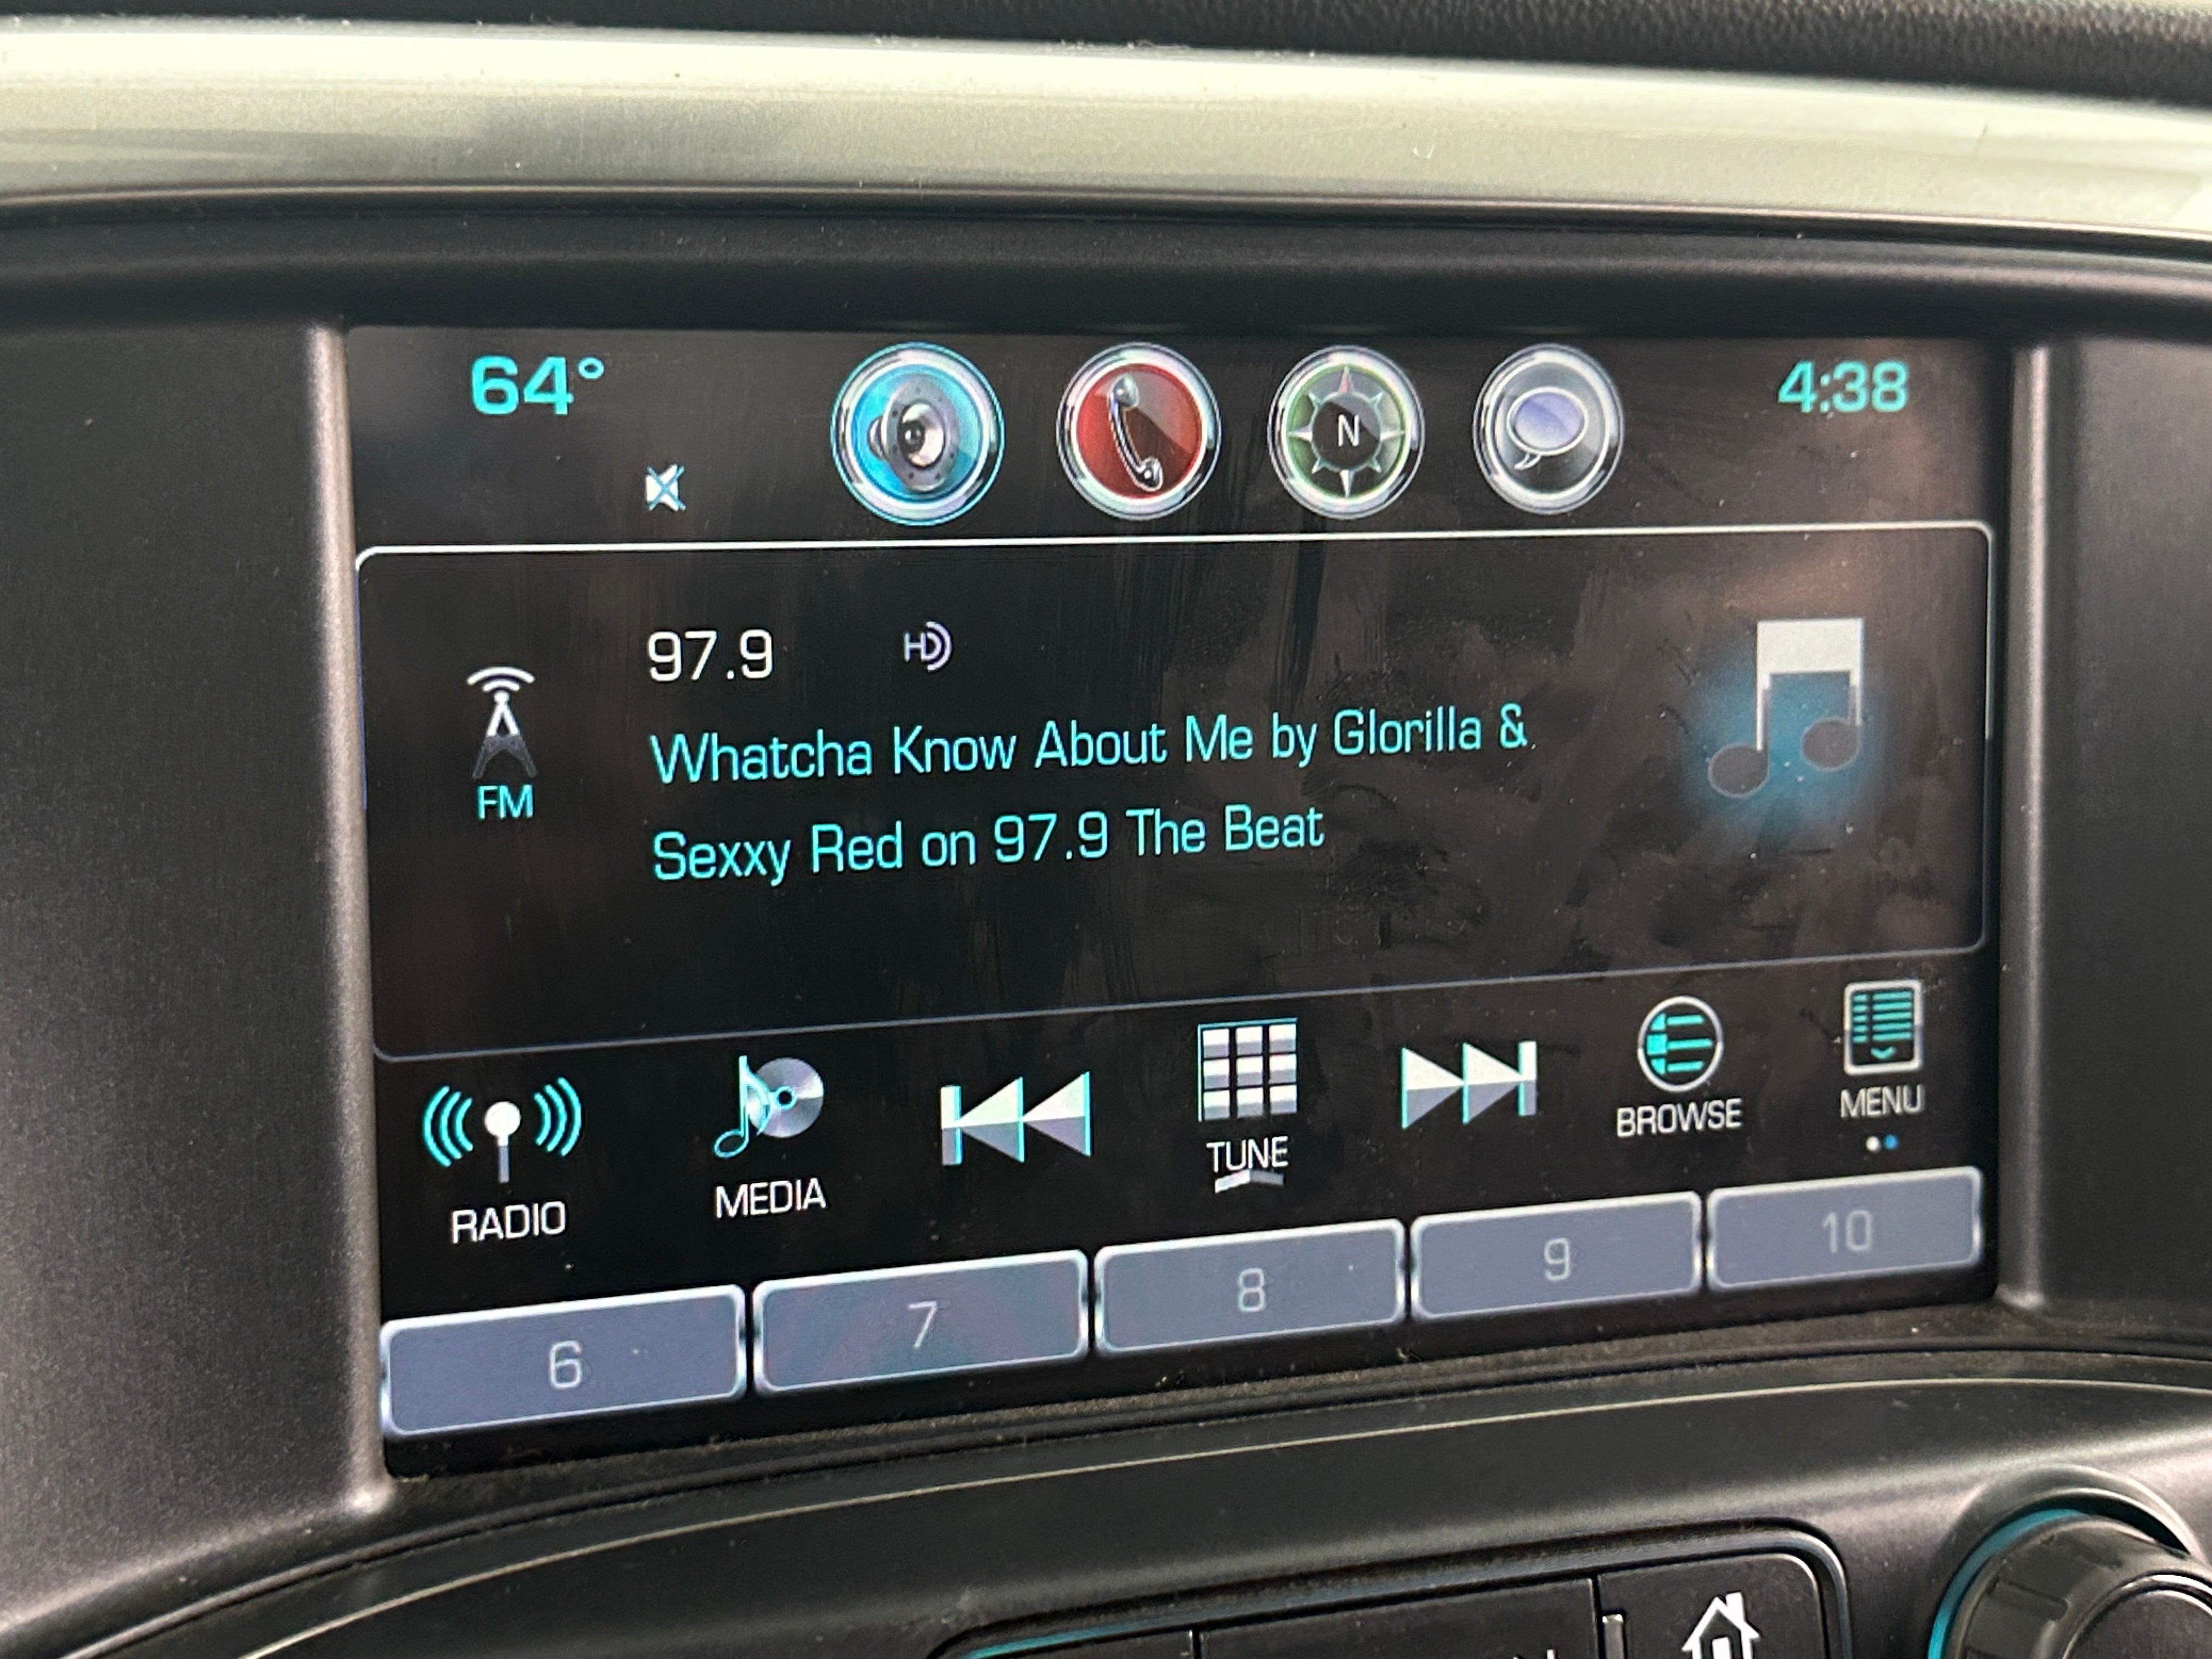 64°
4:38
N
97.9 HD
FM
Whatcha Know About Me by Glorilla &
Sexxy Red on 97.9 The Beat
RADIO
MEDIA
TUNE
BROWSE
MENU
6
7
8
9
10